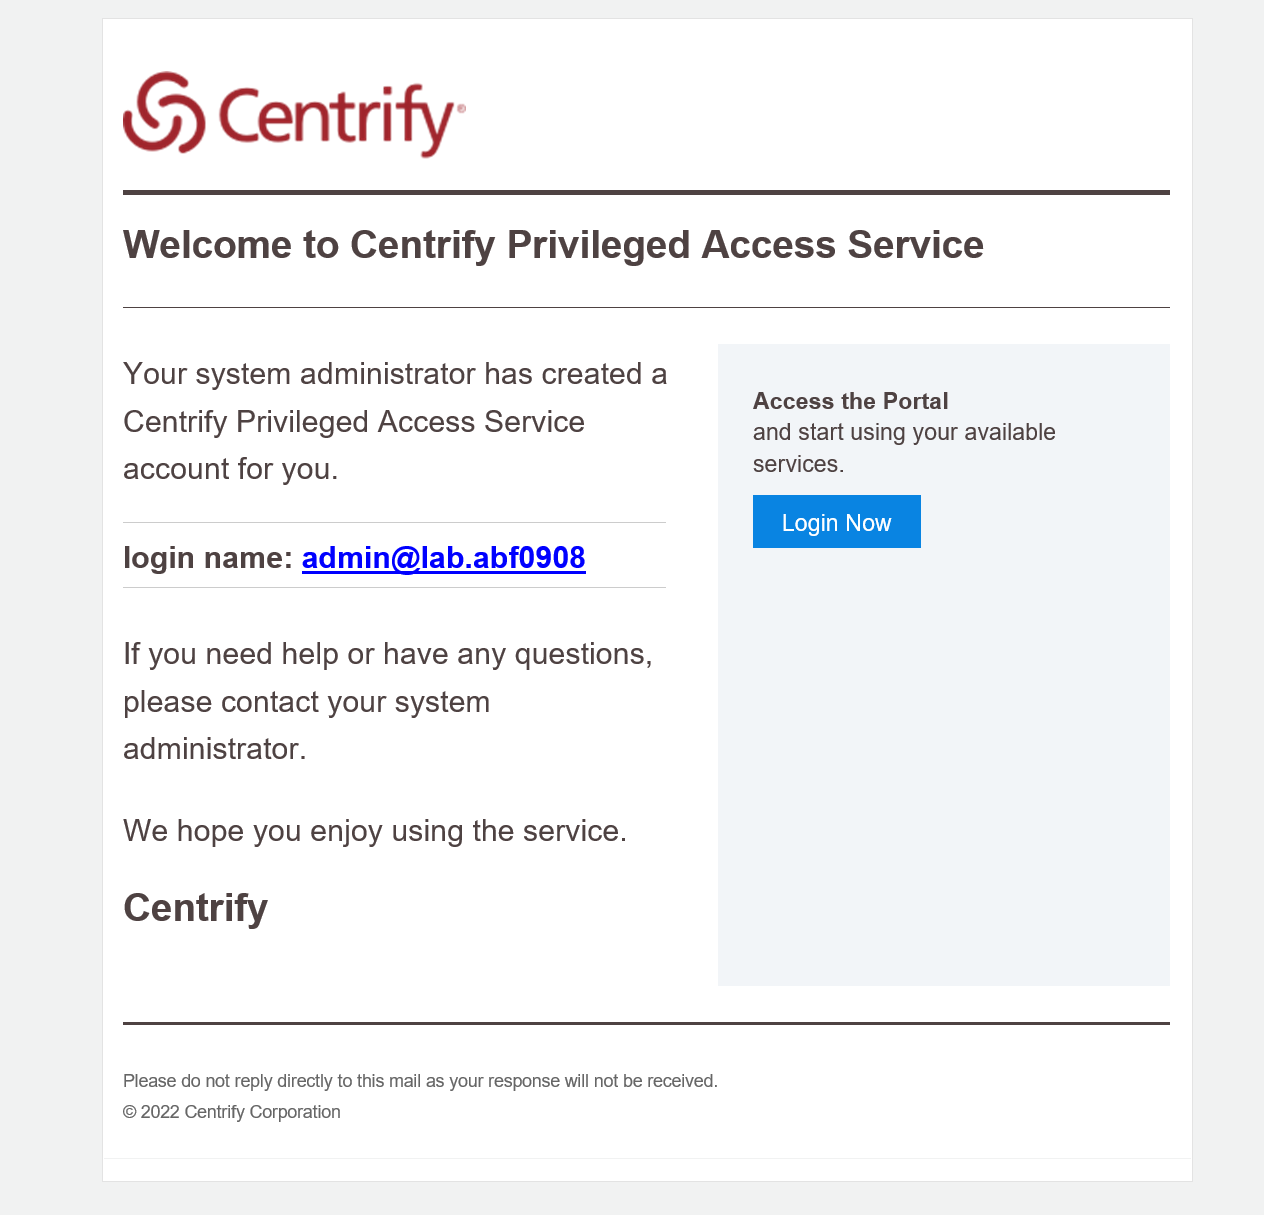 Centrify®
Welcome to Centrify Privileged Access Service
Your system administrator has created a
Centrify Privileged Access Service
account for you.
login name: admin@lab.abf0908
If you need help or have any questions,
please contact your system
administrator.
We hope you enjoy using the service.
Centrify
Access the Portal
and start using your available
services.
Login Now
Please do not reply directly to this mail as your response will not be received.
© 2022 Centrify Corporation